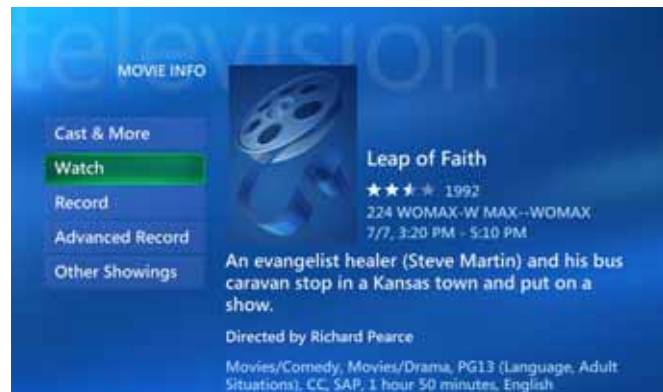 television
MOVIE INFO
Cast & More
Watch
Record
Advanced Record
Other Showings
Leap of Faith
1992
224 WOMAX-W MAX--WOMAX
7/7, 3:20 PM - 5:10 PM
An evangelist healer (Steve Martin) and his bus
caravan stop in a Kansas town and put on a
show.
Directed by Richard Pearce
Movies/Comedy, Movies/Drama, PG13 (Language, Adult
Situations), CC, SAP, 1 hour 50 minutes, English